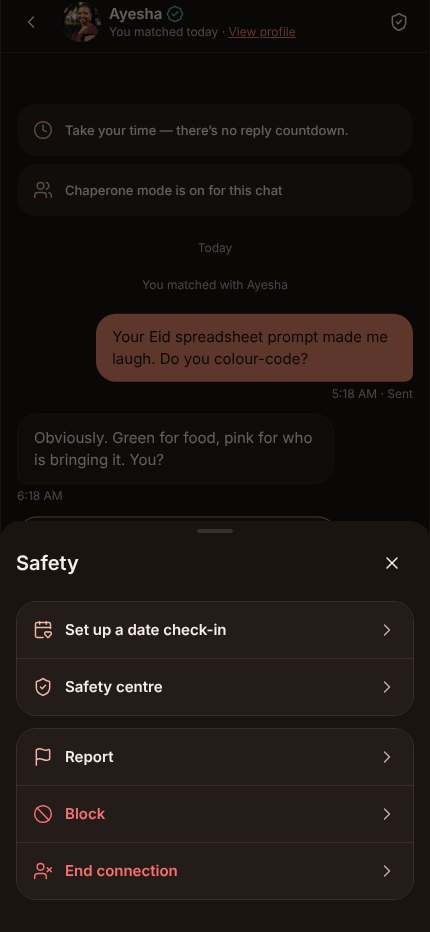 Ayesha
You matched today · View profile
Take your time — there's no reply countdown.
Chaperone mode is on for this chat
Today
You matched with Ayesha
Your Eid spreadsheet prompt made me
laugh. Do you colour-code?
5:18 AM · Sent
Obviously. Green for food, pink for who
is bringing it. You?
6:18 AM
Safety
Set up a date check-in
Safety centre
Report
Block
End connection